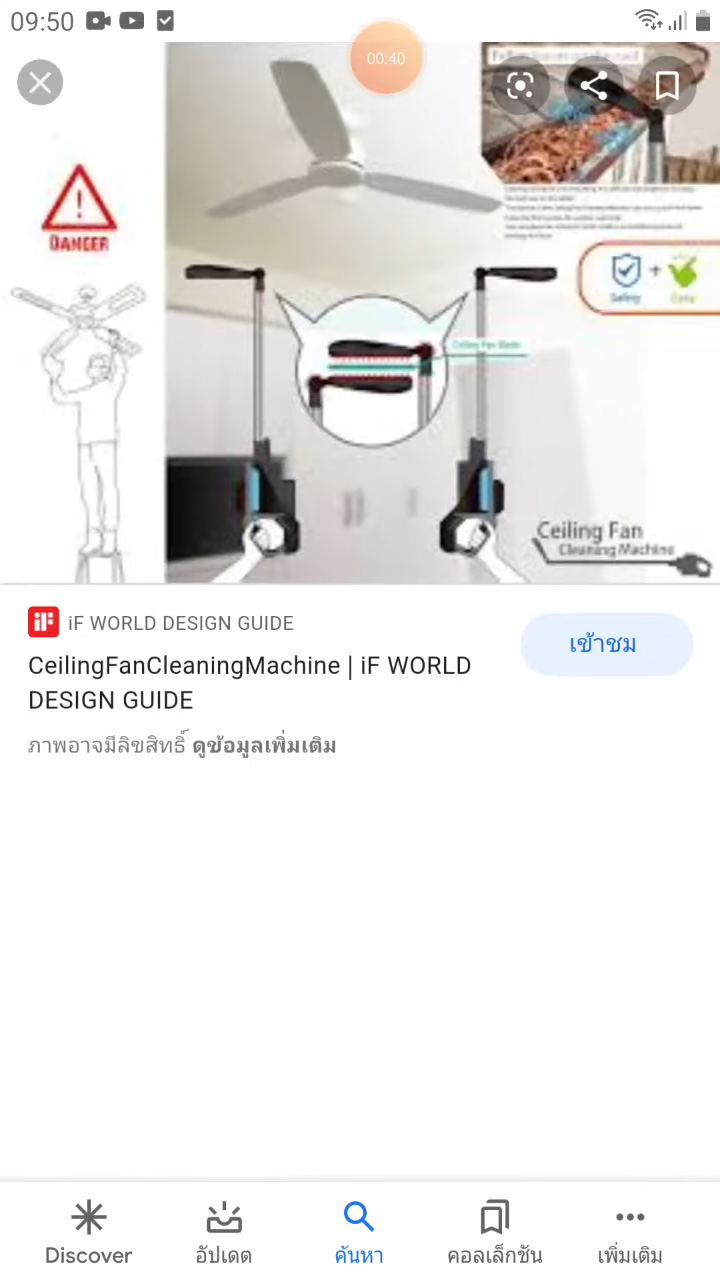 09:50
00:40
DANGER
Safety
Easy
Ceiling Fan Blade
Ceiling Fan
Cleaning Machine
iF WORLD DESIGN GUIDE
เข้าชม
CeilingFanCleaningMachine | iF WORLD
DESIGN GUIDE
ภาพอาจมีลิขสิทธิ์ ดูข้อมูลเพิ่มเติม
Discover
อัปเดต
ค้นหา
คอลเล็กชัน
เพิ่มเติม